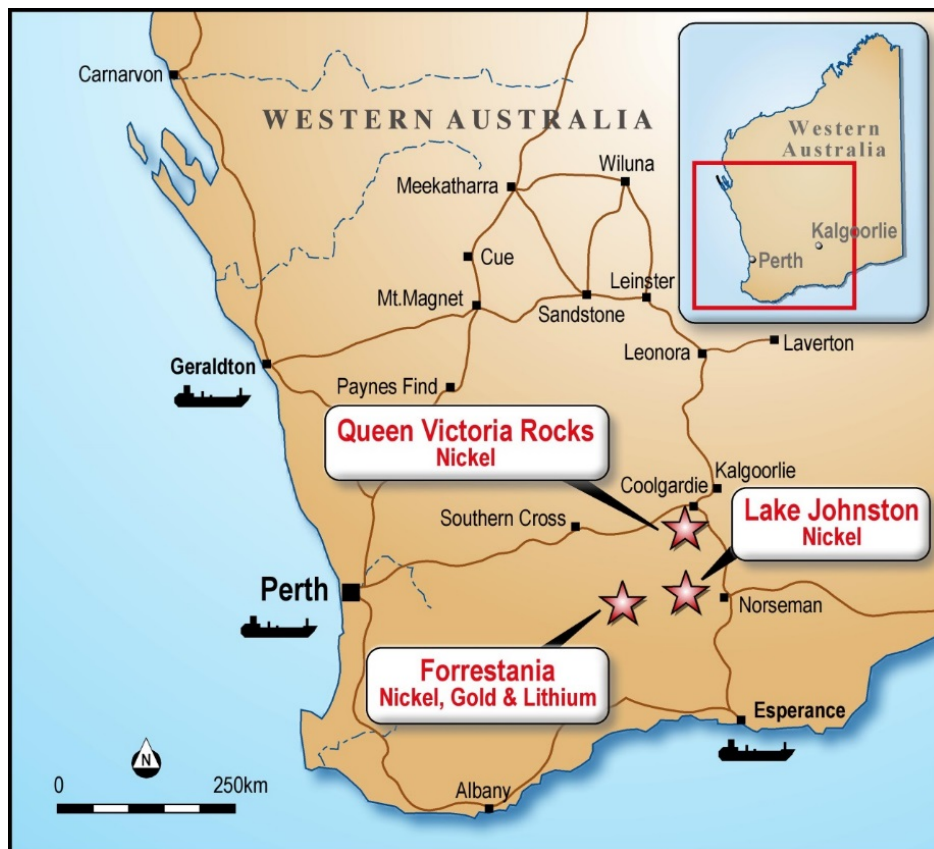 Carnarvon
WESTERN AUSTRALIA
Western
Australia
Kalgoorlie
Perth
Wiluna
Meekatharra
Cue
Leinster
Mt.Magnet
Sandstone
Laverton
Leonora
Geraldton
Paynes Find
Queen Victoria Rocks
Nickel
Kalgoorlie
Coolgardie
Lake Johnston
Nickel
Southern Cross
Perth
Norseman
Forrestania
Nickel, Gold & Lithium
Esperance
N
0 250km
Albany